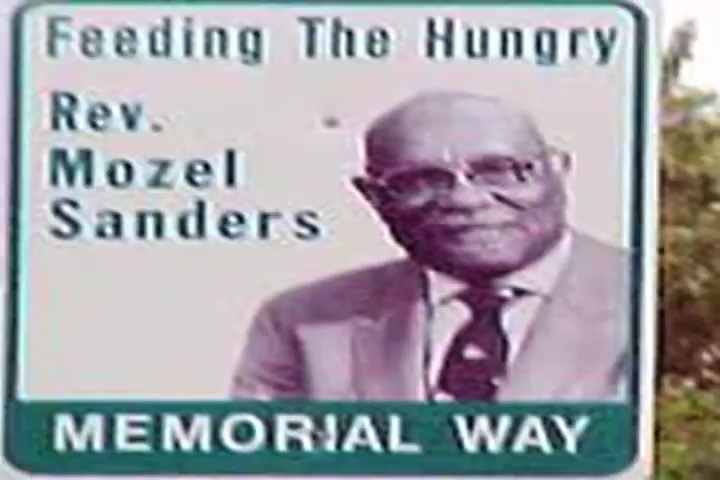 Feeding The Hungry
Rev.
Mozel
Sanders
MEMORIAL WAY